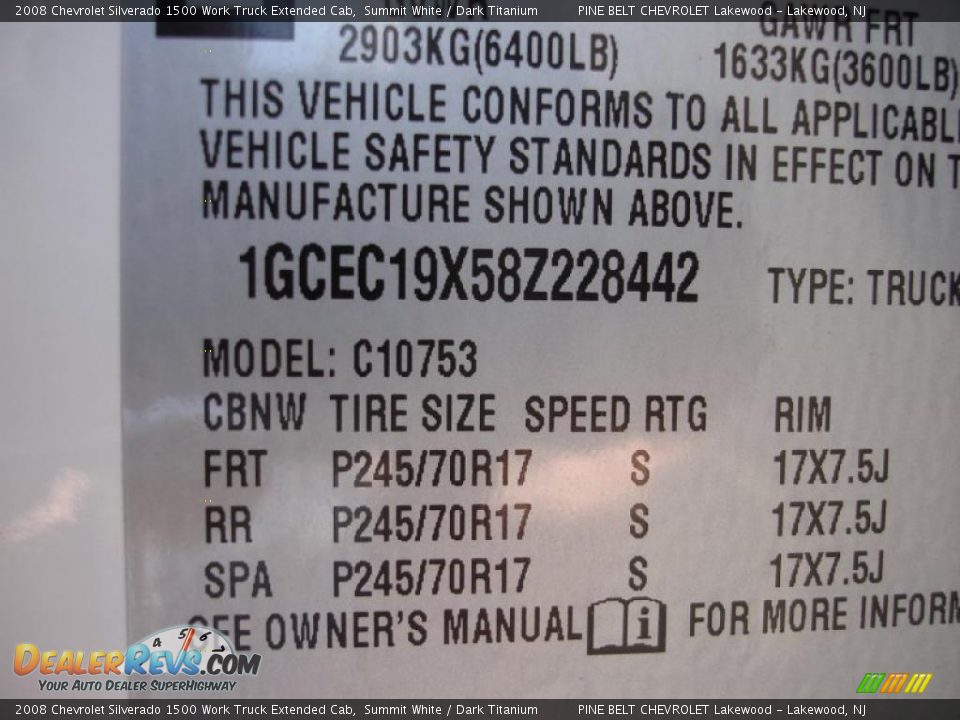 2008 Chevrolet Silverado 1500 Work Truck Extended Cab, Summit White / Dark Titanium PINE BELT CHEVROLET Lakewood - Lakewood, NJ
GAWR FRT
2903KG(6400LB) 1633KG(3600LB)
THIS VEHICLE CONFORMS TO ALL APPLICABL
VEHICLE SAFETY STANDARDS IN EFFECT ON T
MANUFACTURE SHOWN ABOVE.
1GCEC19X58Z228442 TYPE: TRUCK
MODEL: C10753
CBNW TIRE SIZE SPEED RTG RIM
FRT P245/70R17 S 17X7.5J
RR P245/70R17 S 17X7.5J
SPA P245/70R17 S 17X7.5J
SEE OWNER'S MANUAL i FOR MORE INFORM
4 5 6
DEALERREVS.COM
YOUR AUTO DEALER SUPERHIGHWAY
2008 Chevrolet Silverado 1500 Work Truck Extended Cab, Summit White / Dark Titanium PINE BELT CHEVROLET Lakewood - Lakewood, NJ